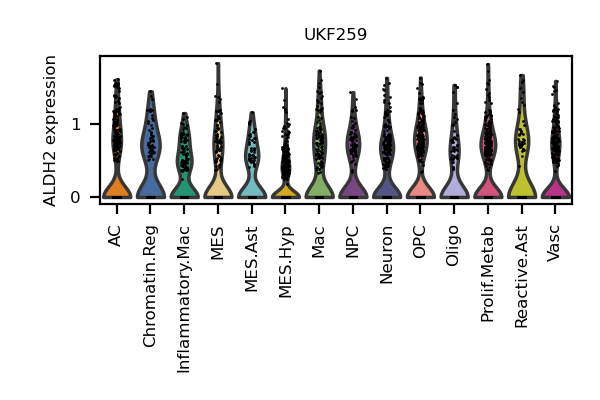 UKF259
ALDH2 expression
1
0
AC
Chromatin.Reg
Inflammatory.Mac
MES
MES.Ast
MES.Hyp
Mac
NPC
Neuron
OPC
Oligo
Prolif.Metab
Reactive.Ast
Vasc